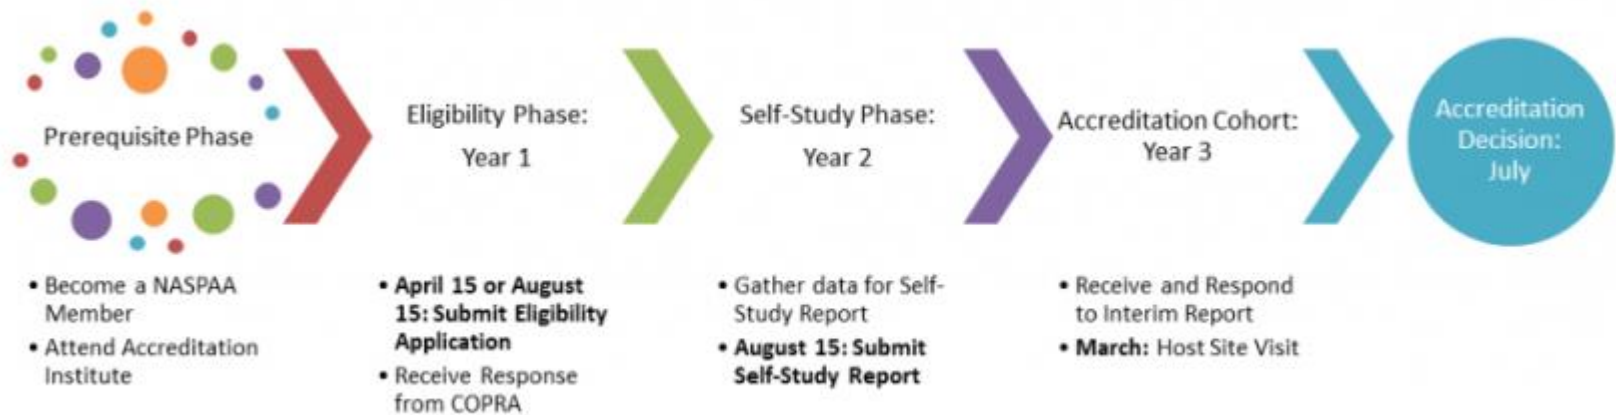 Prerequisite Phase
Eligibility Phase:
Year 1
Self-Study Phase:
Year 2
Accreditation Cohort:
Year 3
Accreditation
Decision:
July
• Become a NASPAA
Member
• Attend Accreditation
Institute
• April 15 or August
15: Submit Eligibility
Application
• Receive Response
from COPRA
• Gather data for Self-
Study Report
• August 15: Submit
Self-Study Report
• Receive and Respond
to Interim Report
• March: Host Site Visit